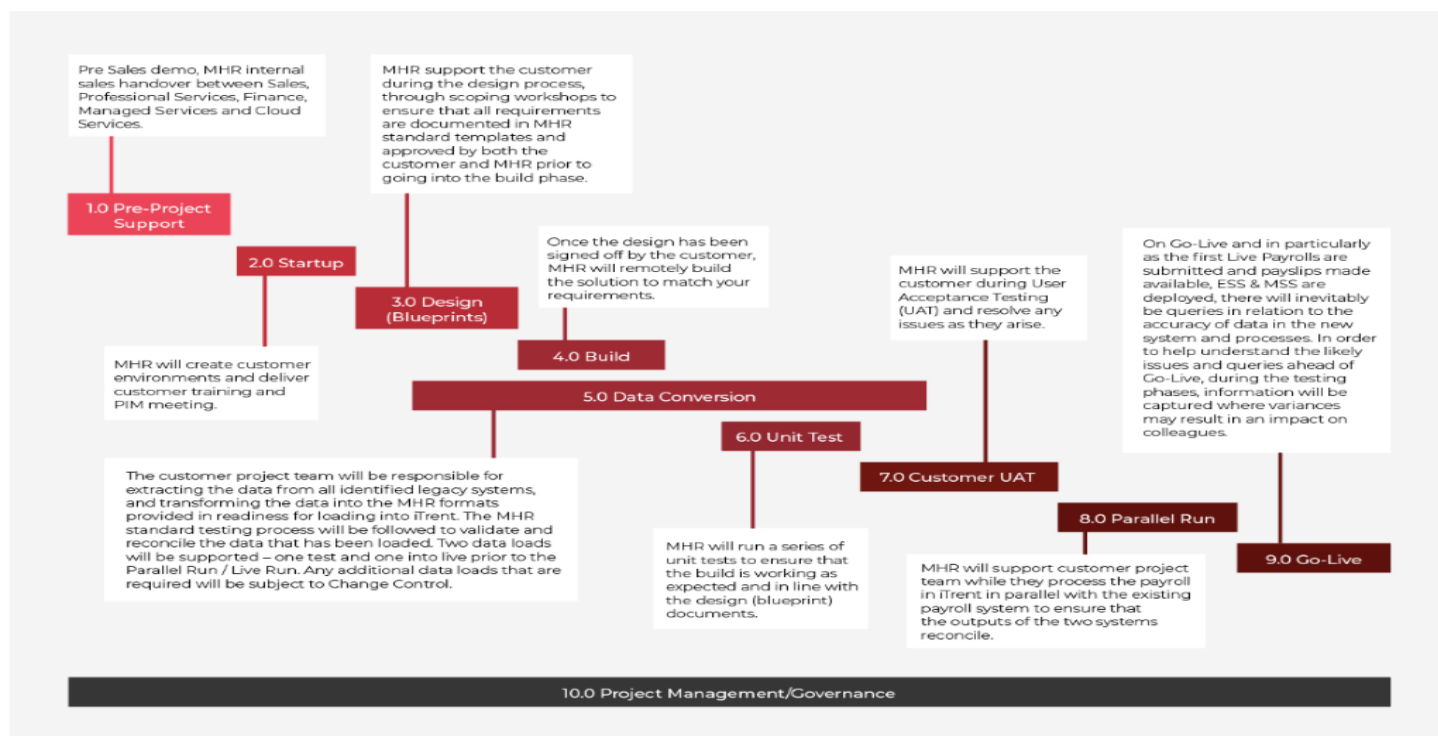 Pre Sales demo, MHR internal
sales handover between Sales,
Professional Services, Finance,
Managed Services and Cloud
Services.
1.0 Pre-Project
Support
2.0 Startup
MHR will create customer
environments and deliver
customer training and
PIM meeting.
MHR support the customer
during the design process,
through scoping workshops to
ensure that all requirements
are documented in MHR
standard templates and
approved by both the
customer and MHR prior to
going into the build phase.
3.0 Design
(Blueprints)
Once the design has been
signed off by the customer,
MHR will remotely build
the solution to match your
requirements.
4.0 Build
5.0 Data Conversion
The customer project team will be responsible for
extracting the data from all identified legacy systems,
and transforming the data into the MHR formats
provided in readiness for loading into iTrent. The MHR
standard testing process will be followed to validate and
reconcile the data that has been loaded. Two data loads
will be supported – one test and one into live prior to the
Parallel Run / Live Run. Any additional data loads that are
required will be subject to Change Control.
6.0 Unit Test
MHR will run a series of
unit tests to ensure that
the build is working as
expected and in line with
the design (blueprint)
documents.
MHR will support the
customer during User
Acceptance Testing
(UAT) and resolve any
issues as they arise.
7.0 Customer UAT
8.0 Parallel Run
MHR will support customer project
team while they process the payroll
in iTrent in parallel with the existing
payroll system to ensure that
the outputs of the two systems
reconcile.
On Go-Live and in particularly
as the first Live Payrolls are
submitted and payslips made
available, ESS & MSS are
deployed, there will inevitably
be queries in relation to the
accuracy of data in the new
system and processes. In order
to help understand the likely
issues and queries ahead of
Go-Live, during the testing
phases, information will be
captured where variances
may result in an impact on
colleagues.
9.0 Go-Live
10.0 Project Management/Governance